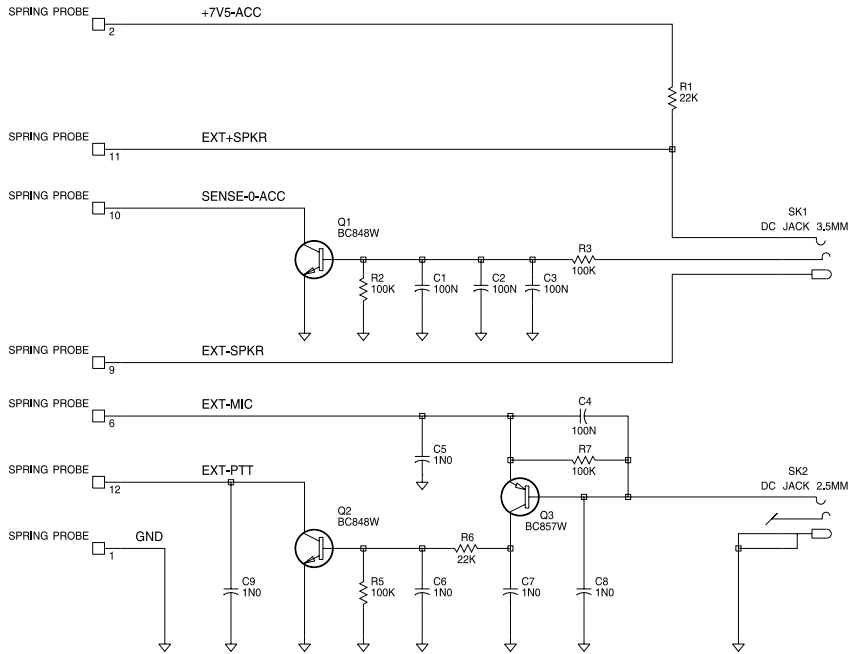 SPRING PROBE
2
+7V5-ACC
R1
22K
SPRING PROBE
11
EXT+SPKR
SPRING PROBE
10
SENSE-0-ACC
SK1
DC JACK 3.5MM
Q1
BC848W
R3
100K
R2
100K
C1
100N
C2
100N
C3
100N
SPRING PROBE
9
EXT-SPKR
SPRING PROBE
6
EXT-MIC
C4
100N
C5
1N0
R7
100K
SPRING PROBE
12
EXT-PTT
SK2
DC JACK 2.5MM
Q2
BC848W
Q3
BC857W
SPRING PROBE
1
GND
R6
22K
C9
1N0
R5
100K
C6
1N0
C7
1N0
C8
1N0